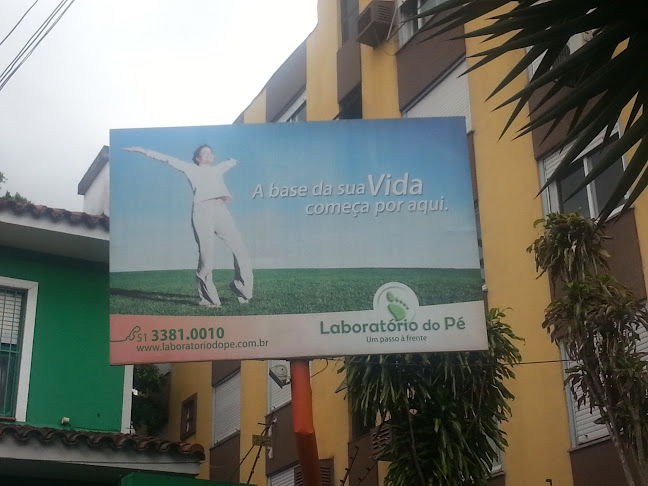 A base da sua Vida
começa por aqui.
51 3381.0010
www.laboratoriodope.com.br
Laboratório do Pé
Um passo à frente